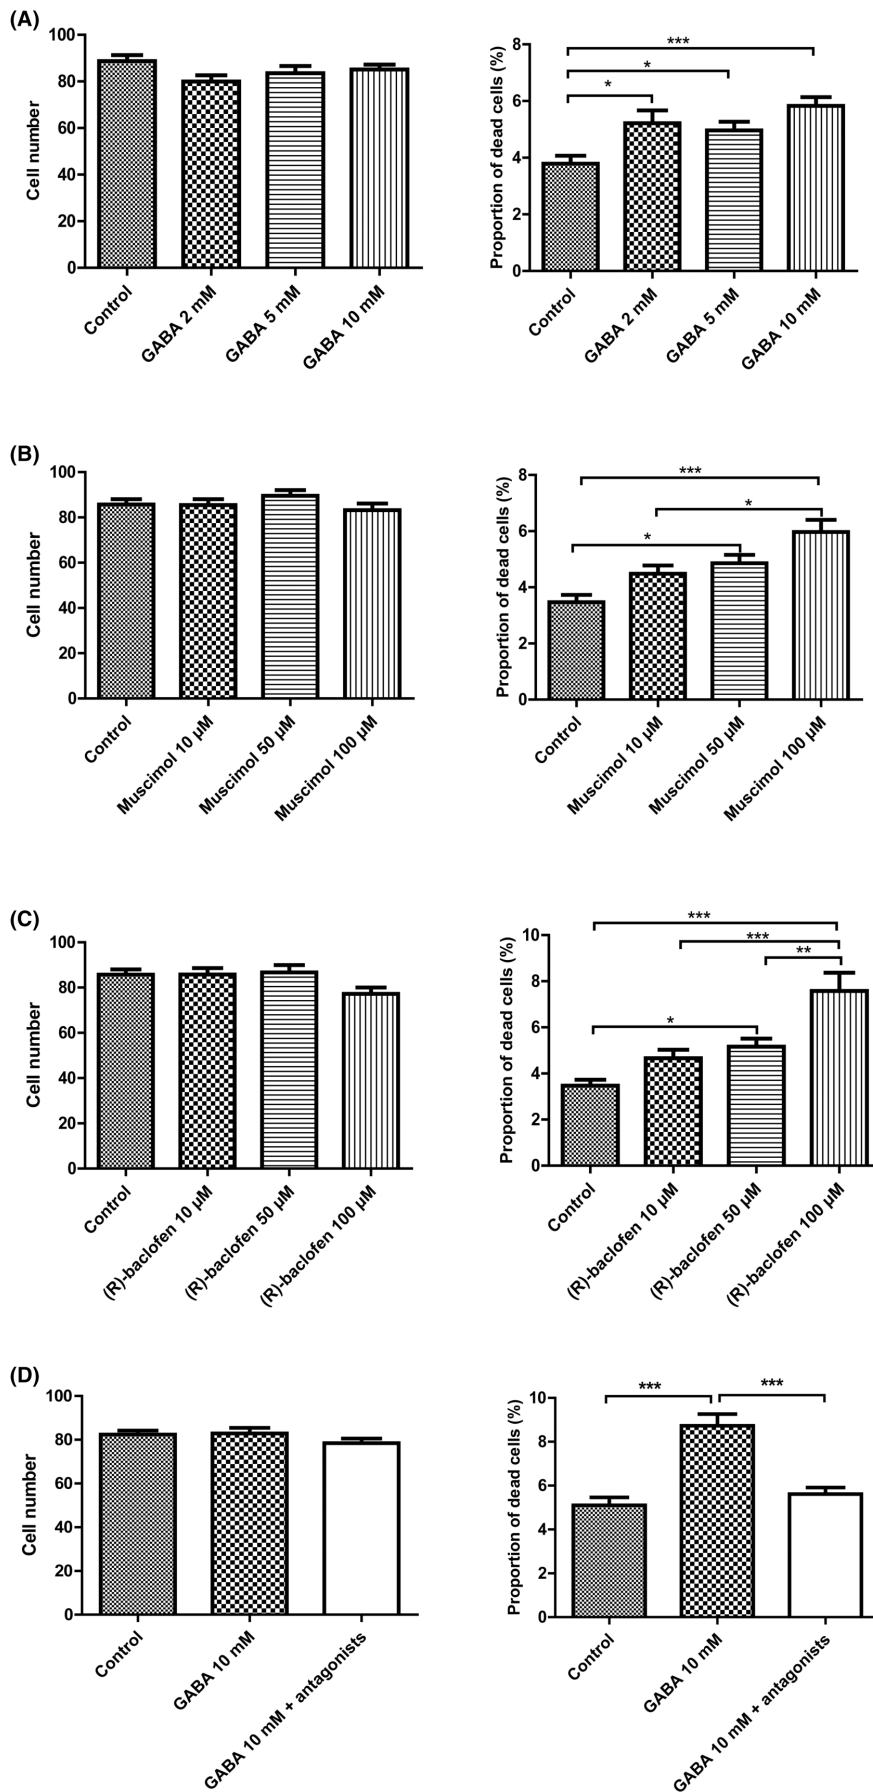 (A)
100
80
60
40
20
0
Cell number
Control
GABA 2 mM
GABA 5 mM
GABA 10 mM
8
6
4
2
0
Proportion of dead cells (%)
***
*
*
Control
GABA 2 mM
GABA 5 mM
GABA 10 mM
(B)
100
80
60
40
20
0
Cell number
Control
Muscimol 10 µM
Muscimol 50 µM
Muscimol 100 µM
8
6
4
2
0
Proportion of dead cells (%)
***
*
*
Control
Muscimol 10 µM
Muscimol 50 µM
Muscimol 100 µM
(C)
100
80
60
40
20
0
Cell number
Control
(R)-baclofen 10 µM
(R)-baclofen 50 µM
(R)-baclofen 100 µM
10
8
6
4
2
0
Proportion of dead cells (%)
***
***
**
*
Control
(R)-baclofen 10 µM
(R)-baclofen 50 µM
(R)-baclofen 100 µM
(D)
100
80
60
40
20
0
Cell number
Control
GABA 10 mM
GABA 10 mM + antagonists
10
8
6
4
2
0
Proportion of dead cells (%)
***
***
Control
GABA 10 mM
GABA 10 mM + antagonists